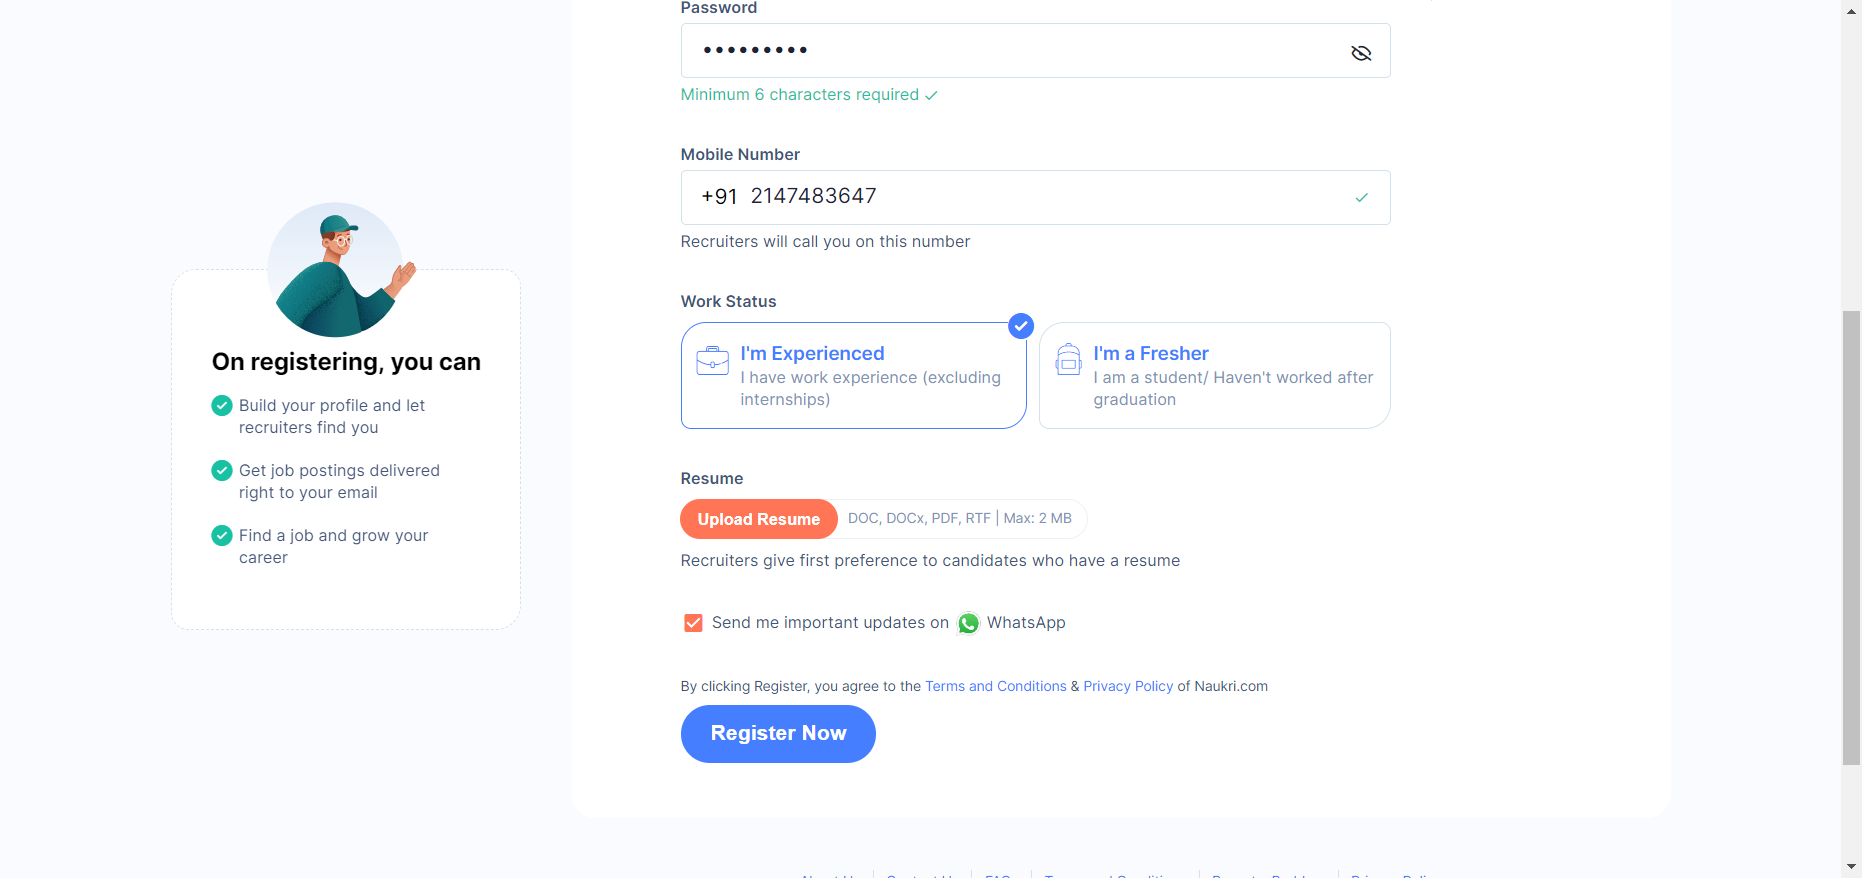 Password
•••••••••
Minimum 6 characters required
Mobile Number
+91 2147483647
Recruiters will call you on this number
Work Status
I'm Experienced
I have work experience (excluding
internships)
I'm a Fresher
I am a student/ Haven't worked after
graduation
On registering, you can
Build your profile and let
recruiters find you
Get job postings delivered
right to your email
Find a job and grow your
career
Resume
Upload Resume DOC, DOCx, PDF, RTF | Max: 2 MB
Recruiters give first preference to candidates who have a resume
Send me important updates on WhatsApp
By clicking Register, you agree to the Terms and Conditions & Privacy Policy of Naukri.com
Register Now